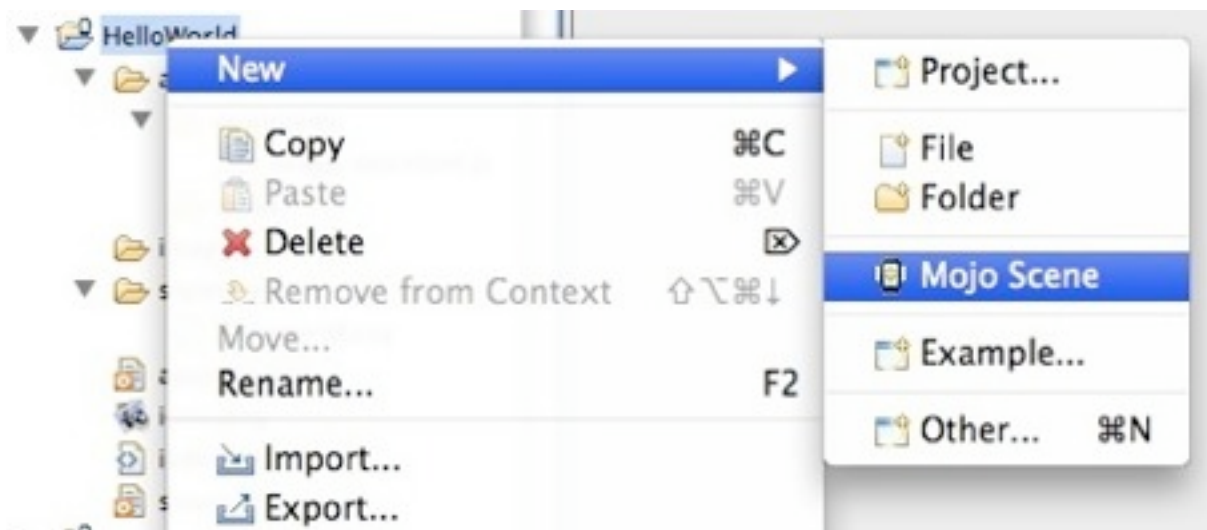 HelloWorld
New
Copy ⌘C
Paste ⌘V
Delete ⌦
Remove from Context ⇧⌥⌘↓
Move...
Rename... F2
Import...
Export...
Project...
File
Folder
Mojo Scene
Example...
Other... ⌘N